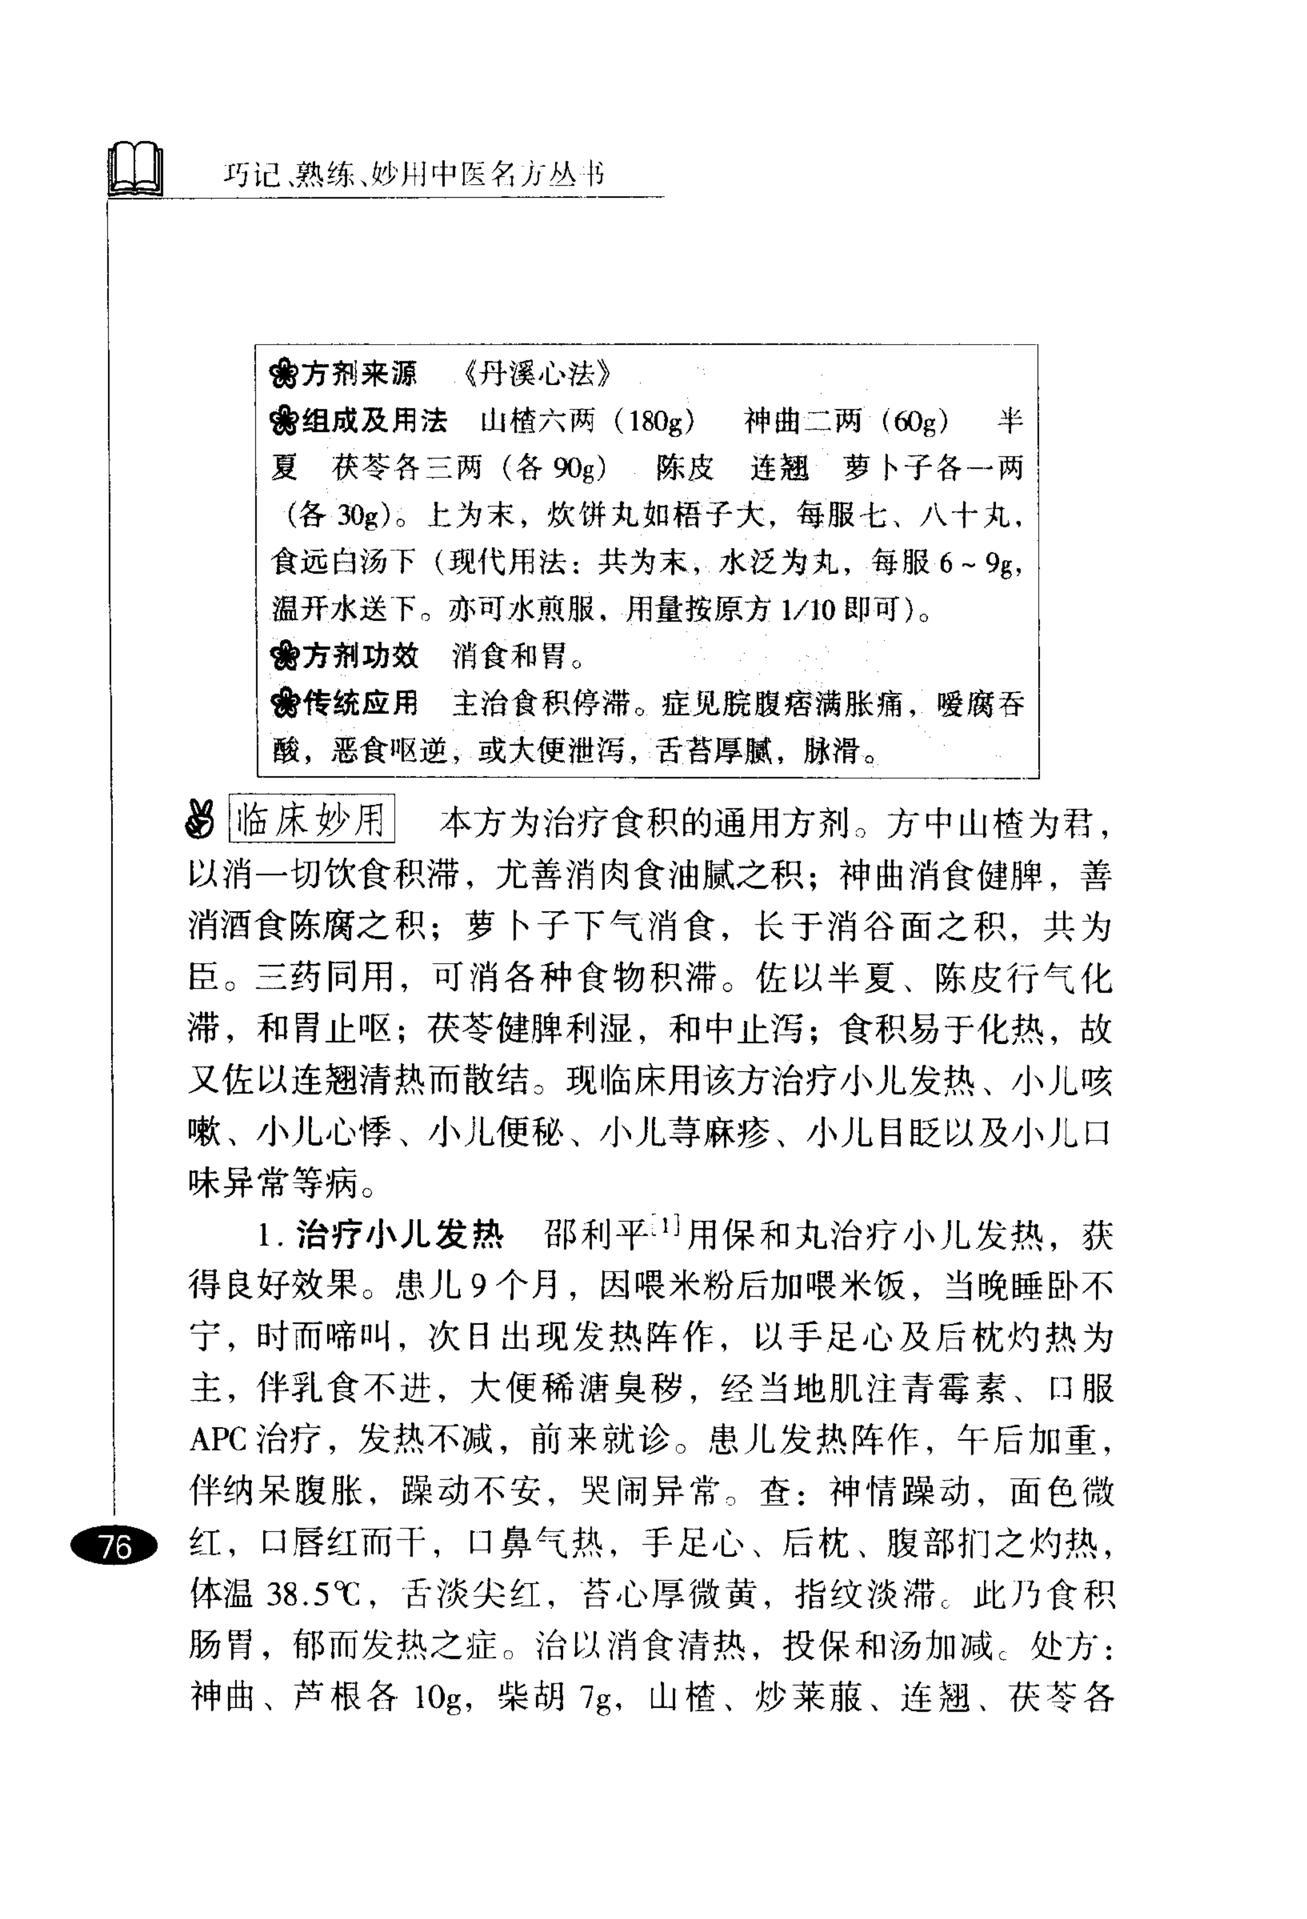 巧记、熟练、妙用中医名方丛书
方剂来源 《丹溪心法》
组成及用法 山楂六两（180g） 神曲二两（60g） 半
夏 茯苓各三两（各 90g） 陈皮 连翘 萝卜子各一两
（各 30g）。上为末，炊饼丸如梧子大，每服七、八十丸，
食远白汤下（现代用法：共为末，水泛为丸，每服 6～9g，
温开水送下。亦可水煎服，用量按原方 1/10 即可）。
方剂功效 消食和胃。
传统应用 主治食积停滞。症见脘腹痞满胀痛，嗳腐吞
酸，恶食呕逆，或大便泄泻，舌苔厚腻，脉滑。
临床妙用 本方为治疗食积的通用方剂。方中山楂为君，
以消一切饮食积滞，尤善消肉食油腻之积；神曲消食健脾，善
消酒食陈腐之积；萝卜子下气消食，长于消谷面之积，共为
臣。三药同用，可消各种食物积滞。佐以半夏、陈皮行气化
滞，和胃止呕；茯苓健脾利湿，和中止泻；食积易于化热，故
又佐以连翘清热而散结。现临床用该方治疗小儿发热、小儿咳
嗽、小儿心悸、小儿便秘、小儿荨麻疹、小儿目眨以及小儿口
味异常等病。
1. 治疗小儿发热 邵利平[1]用保和丸治疗小儿发热，获
得良好效果。患儿 9 个月，因喂米粉后加喂米饭，当晚睡卧不
宁，时而啼叫，次日出现发热阵作，以手足心及后枕灼热为
主，伴乳食不进，大便稀溏臭秽，经当地肌注青霉素、口服
APC 治疗，发热不减，前来就诊。患儿发热阵作，午后加重，
伴纳呆腹胀，躁动不安，哭闹异常。查：神情躁动，面色微
红，口唇红而干，口鼻气热，手足心、后枕、腹部扪之灼热，
体温 38.5℃，舌淡尖红，苔心厚微黄，指纹淡滞。此乃食积
肠胃，郁而发热之症。治以消食清热，投保和汤加减。处方：
神曲、芦根各 10g，柴胡 7g，山楂、炒莱菔、连翘、茯苓各
76